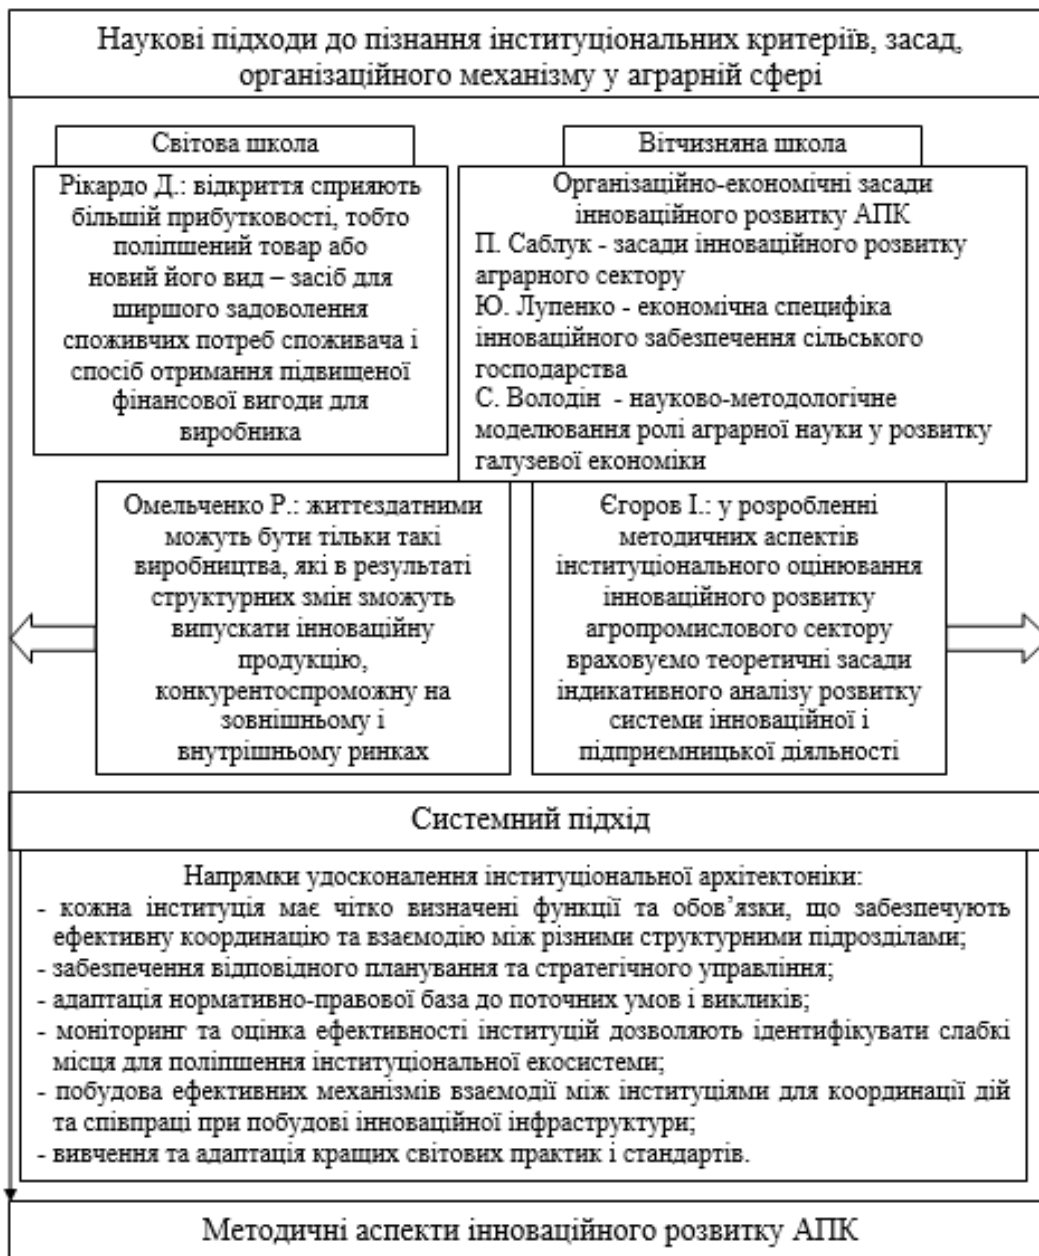 Наукові підходи до пізнання інституціональних критеріїв, засад,
організаційного механізму у аграрній сфері
Світова школа
Рікардо Д.: відкриття сприяють
більшій прибутковості, тобто
поліпшений товар або
новий його вид – засіб для
ширшого задоволення
споживчих потреб споживача і
спосіб отримання підвищеної
фінансової вигоди для
виробника
Вітчизняна школа
Організаційно-економічні засади
інноваційного розвитку АПК
П. Саблук - засади інноваційного розвитку
аграрного сектору
Ю. Лупенко - економічна специфіка
інноваційного забезпечення сільського
господарства
С. Володін - науково-методологічне
моделювання ролі аграрної науки у розвитку
галузевої економіки
Омельченко Р.: життєздатними
можуть бути тільки такі
виробництва, які в результаті
структурних змін зможуть
випускати інноваційну
продукцію,
конкурентоспроможну на
зовнішньому і
внутрішньому ринках
Єгоров І.: у розробленні
методичних аспектів
інституціонального оцінювання
інноваційного розвитку
агропромислового сектору
враховуємо теоретичні засади
індикативного аналізу розвитку
системи інноваційної і
підприємницької діяльності
Системний підхід
Напрямки удосконалення інституціональної архітектоніки:
- кожна інституція має чітко визначені функції та обов’язки, що забезпечують
ефективну координацію та взаємодію між різними структурними підрозділами;
- забезпечення відповідного планування та стратегічного управління;
- адаптація нормативно-правової база до поточних умов і викликів;
- моніторинг та оцінка ефективності інституцій дозволяють ідентифікувати слабкі
місця для поліпшення інституціональної екосистеми;
- побудова ефективних механізмів взаємодії між інституціями для координації дій
та співпраці при побудові інноваційної інфраструктури;
- вивчення та адаптація кращих світових практик і стандартів.
Методичні аспекти інноваційного розвитку АПК